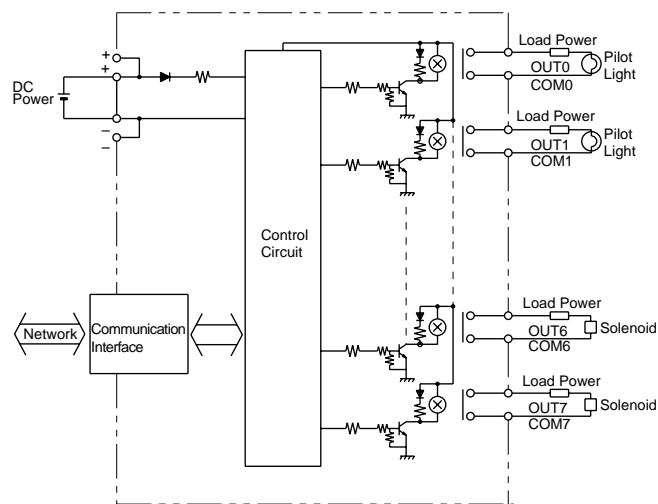 +
+
DC
Power
−
−
Control
Circuit
Network
Communication
Interface
Load Power
OUT0
COM0
Pilot
Light
Load Power
OUT1
COM1
Pilot
Light
Load Power
OUT6
COM6
Solenoid
Load Power
OUT7
COM7
Solenoid